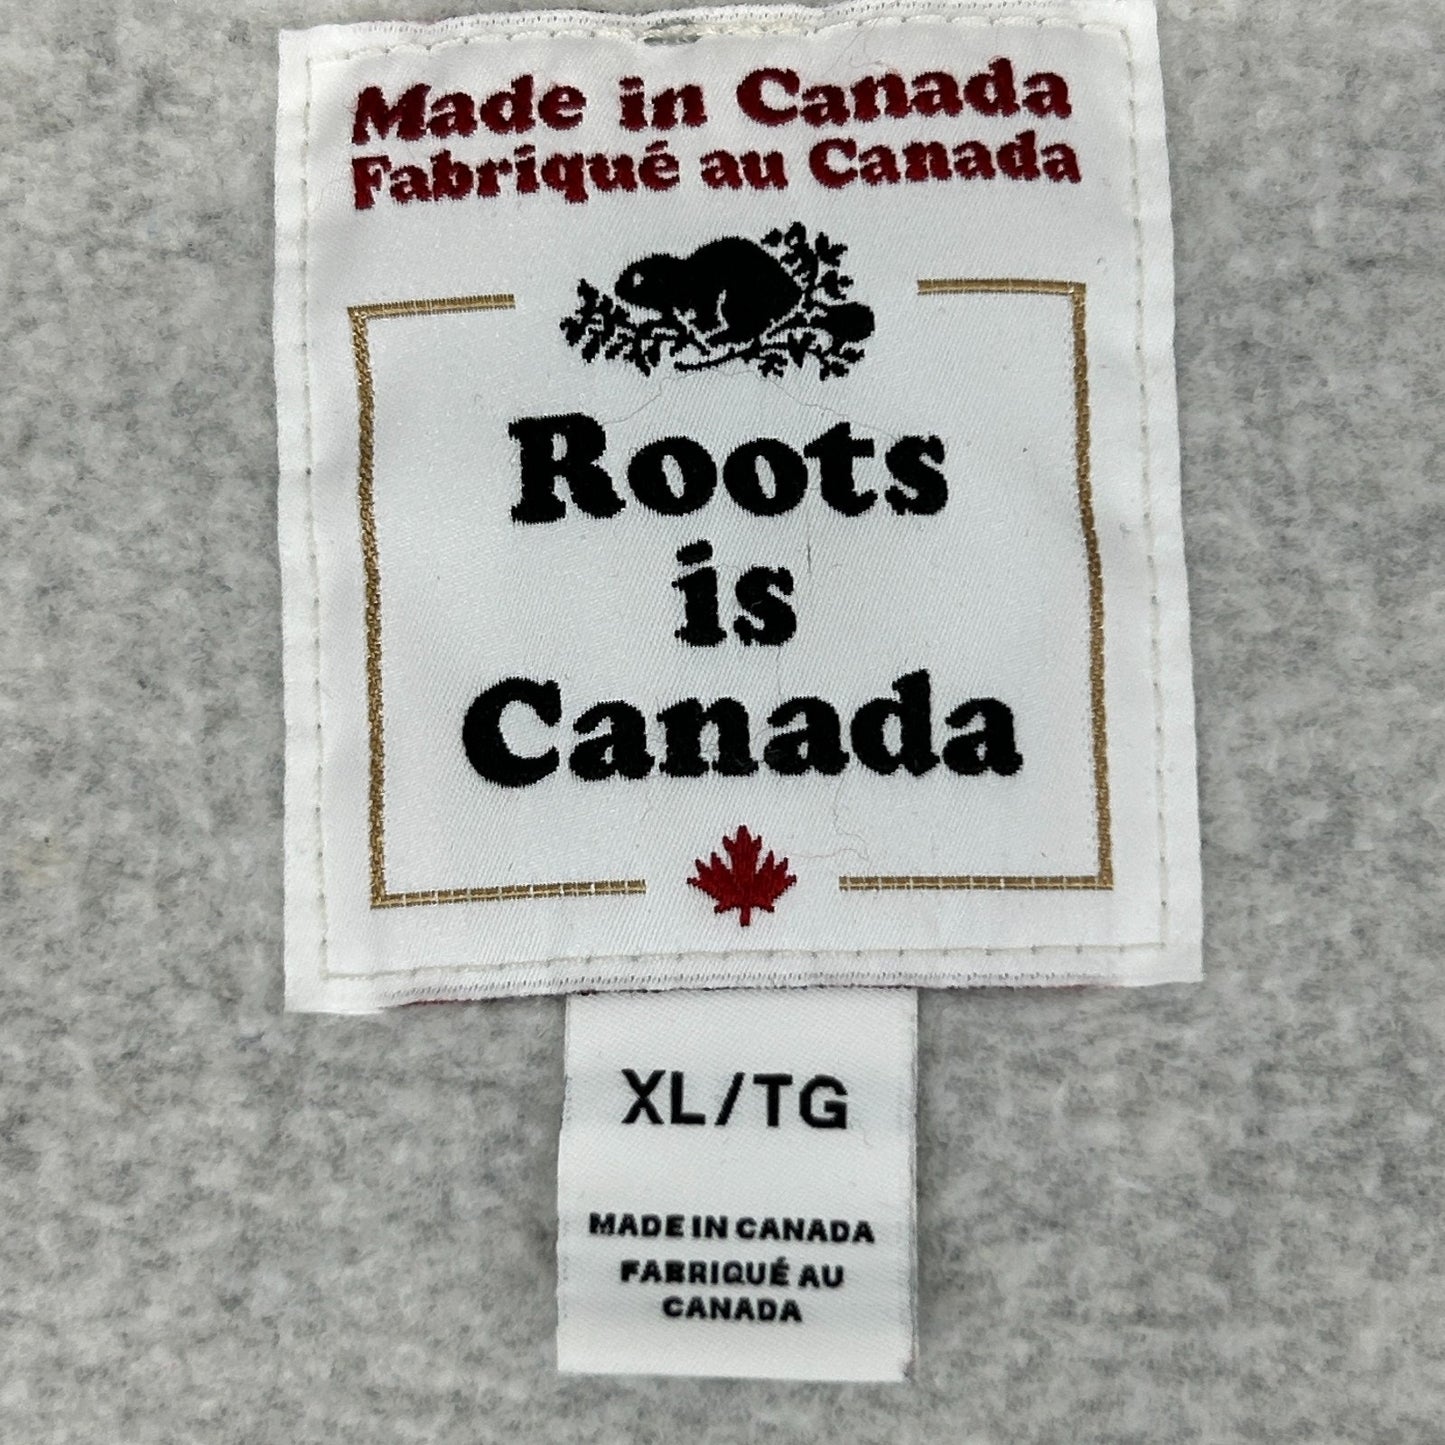 Made in Canada
Fabriqué au Canada
Roots
is
Canada
XL/TG
MADE IN CANADA
FABRIQUÉ AU
CANADA